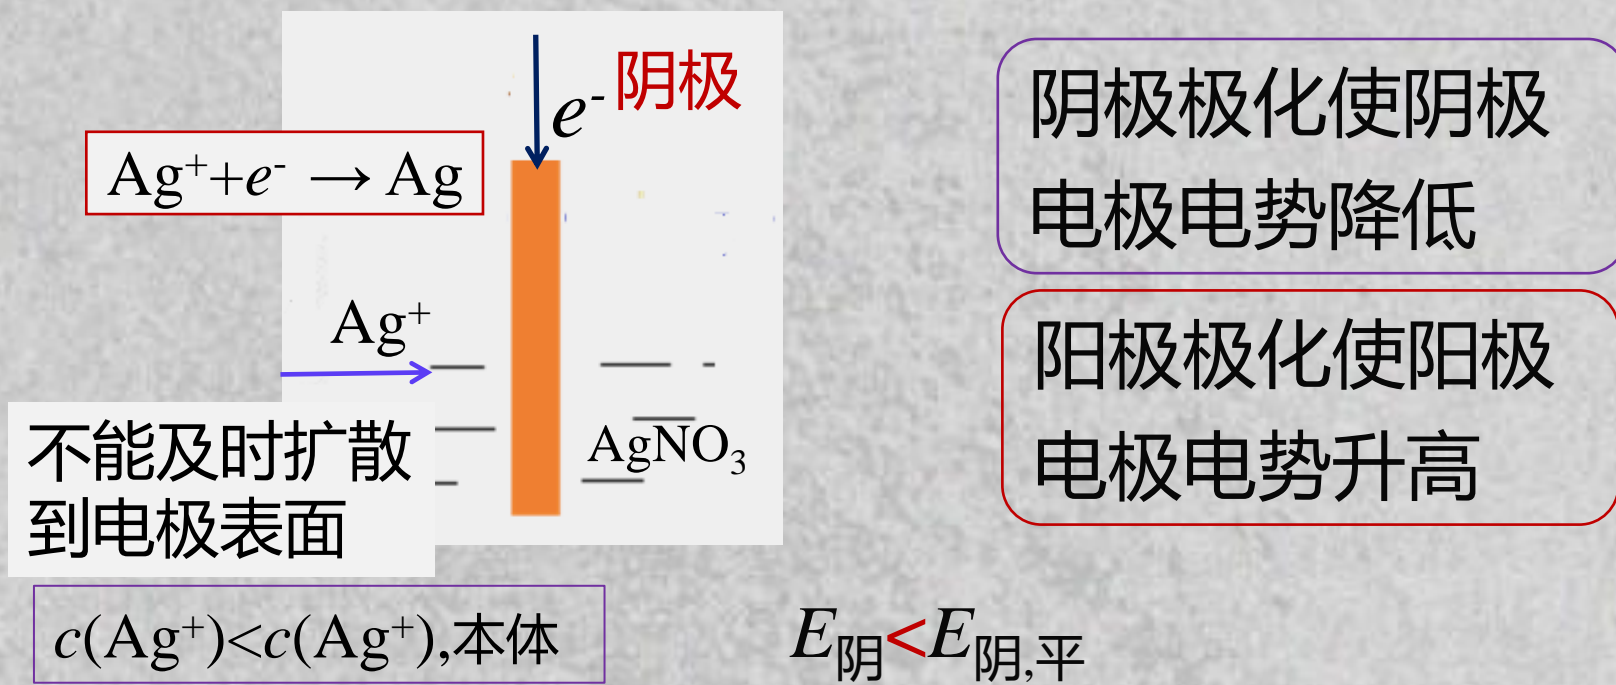 阴极
e⁻
Ag⁺+e⁻ → Ag
Ag⁺
不能及时扩散
到电极表面
AgNO₃
c(Ag⁺)<c(Ag⁺),本体
阴极极化使阴极
电极电势降低
阳极极化使阳极
电极电势升高
E阴<E阴,平